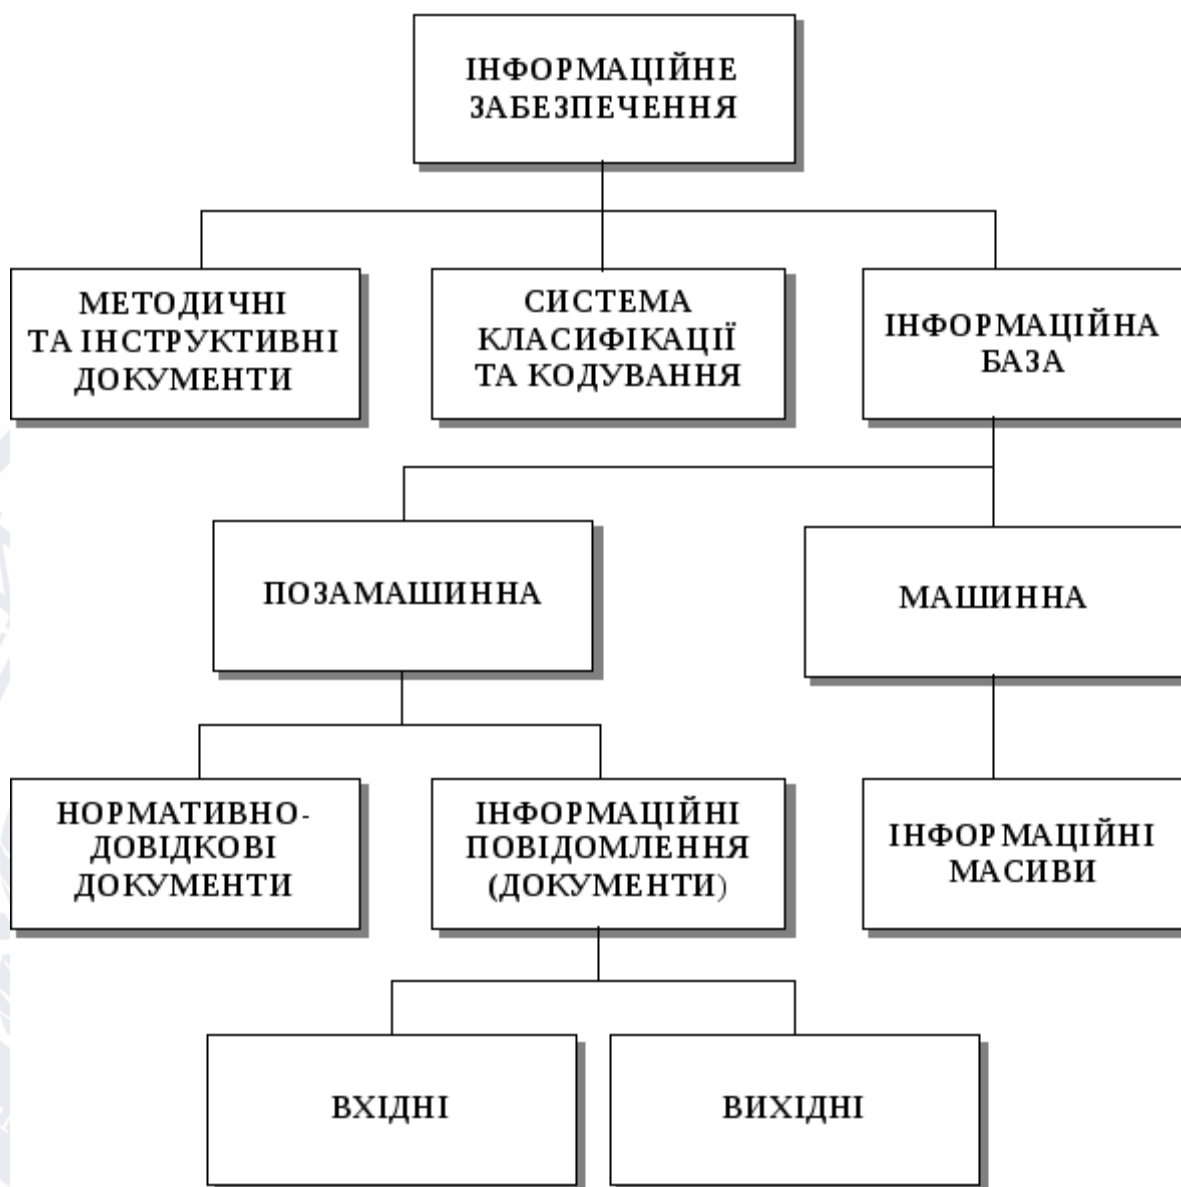 ІНФОРМАЦІЙНЕ
ЗАБЕЗПЕЧЕННЯ
МЕТОДИЧНІ
ТА ІНСТРУКТИВНІ
ДОКУМЕНТИ
СИСТЕМА
КЛАСИФІКАЦІЇ
ТА КОДУВАННЯ
ІНФОРМАЦІЙНА
БАЗА
ПОЗАМАШИННА
МАШИННА
НОРМАТИВНО-
ДОВІДКОВІ
ДОКУМЕНТИ
ІНФОРМАЦІЙНІ
ПОВІДОМЛЕННЯ
(ДОКУМЕНТИ)
ІНФОРМАЦІЙНІ
МАСИВИ
ВХІДНІ
ВИХІДНІ